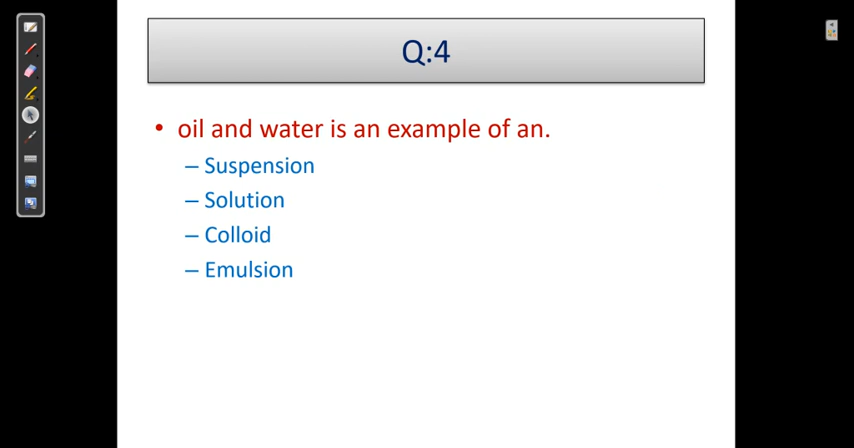 Q:4
• oil and water is an example of an.
– Suspension
– Solution
– Colloid
– Emulsion